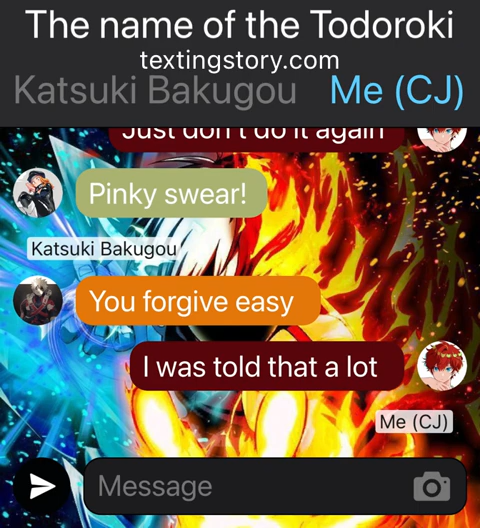 The name of the Todoroki
textingstory.com
Katsuki Bakugou Me (CJ)
Just don't do it again
Pinky swear!
Katsuki Bakugou
You forgive easy
I was told that a lot
Me (CJ)
Message